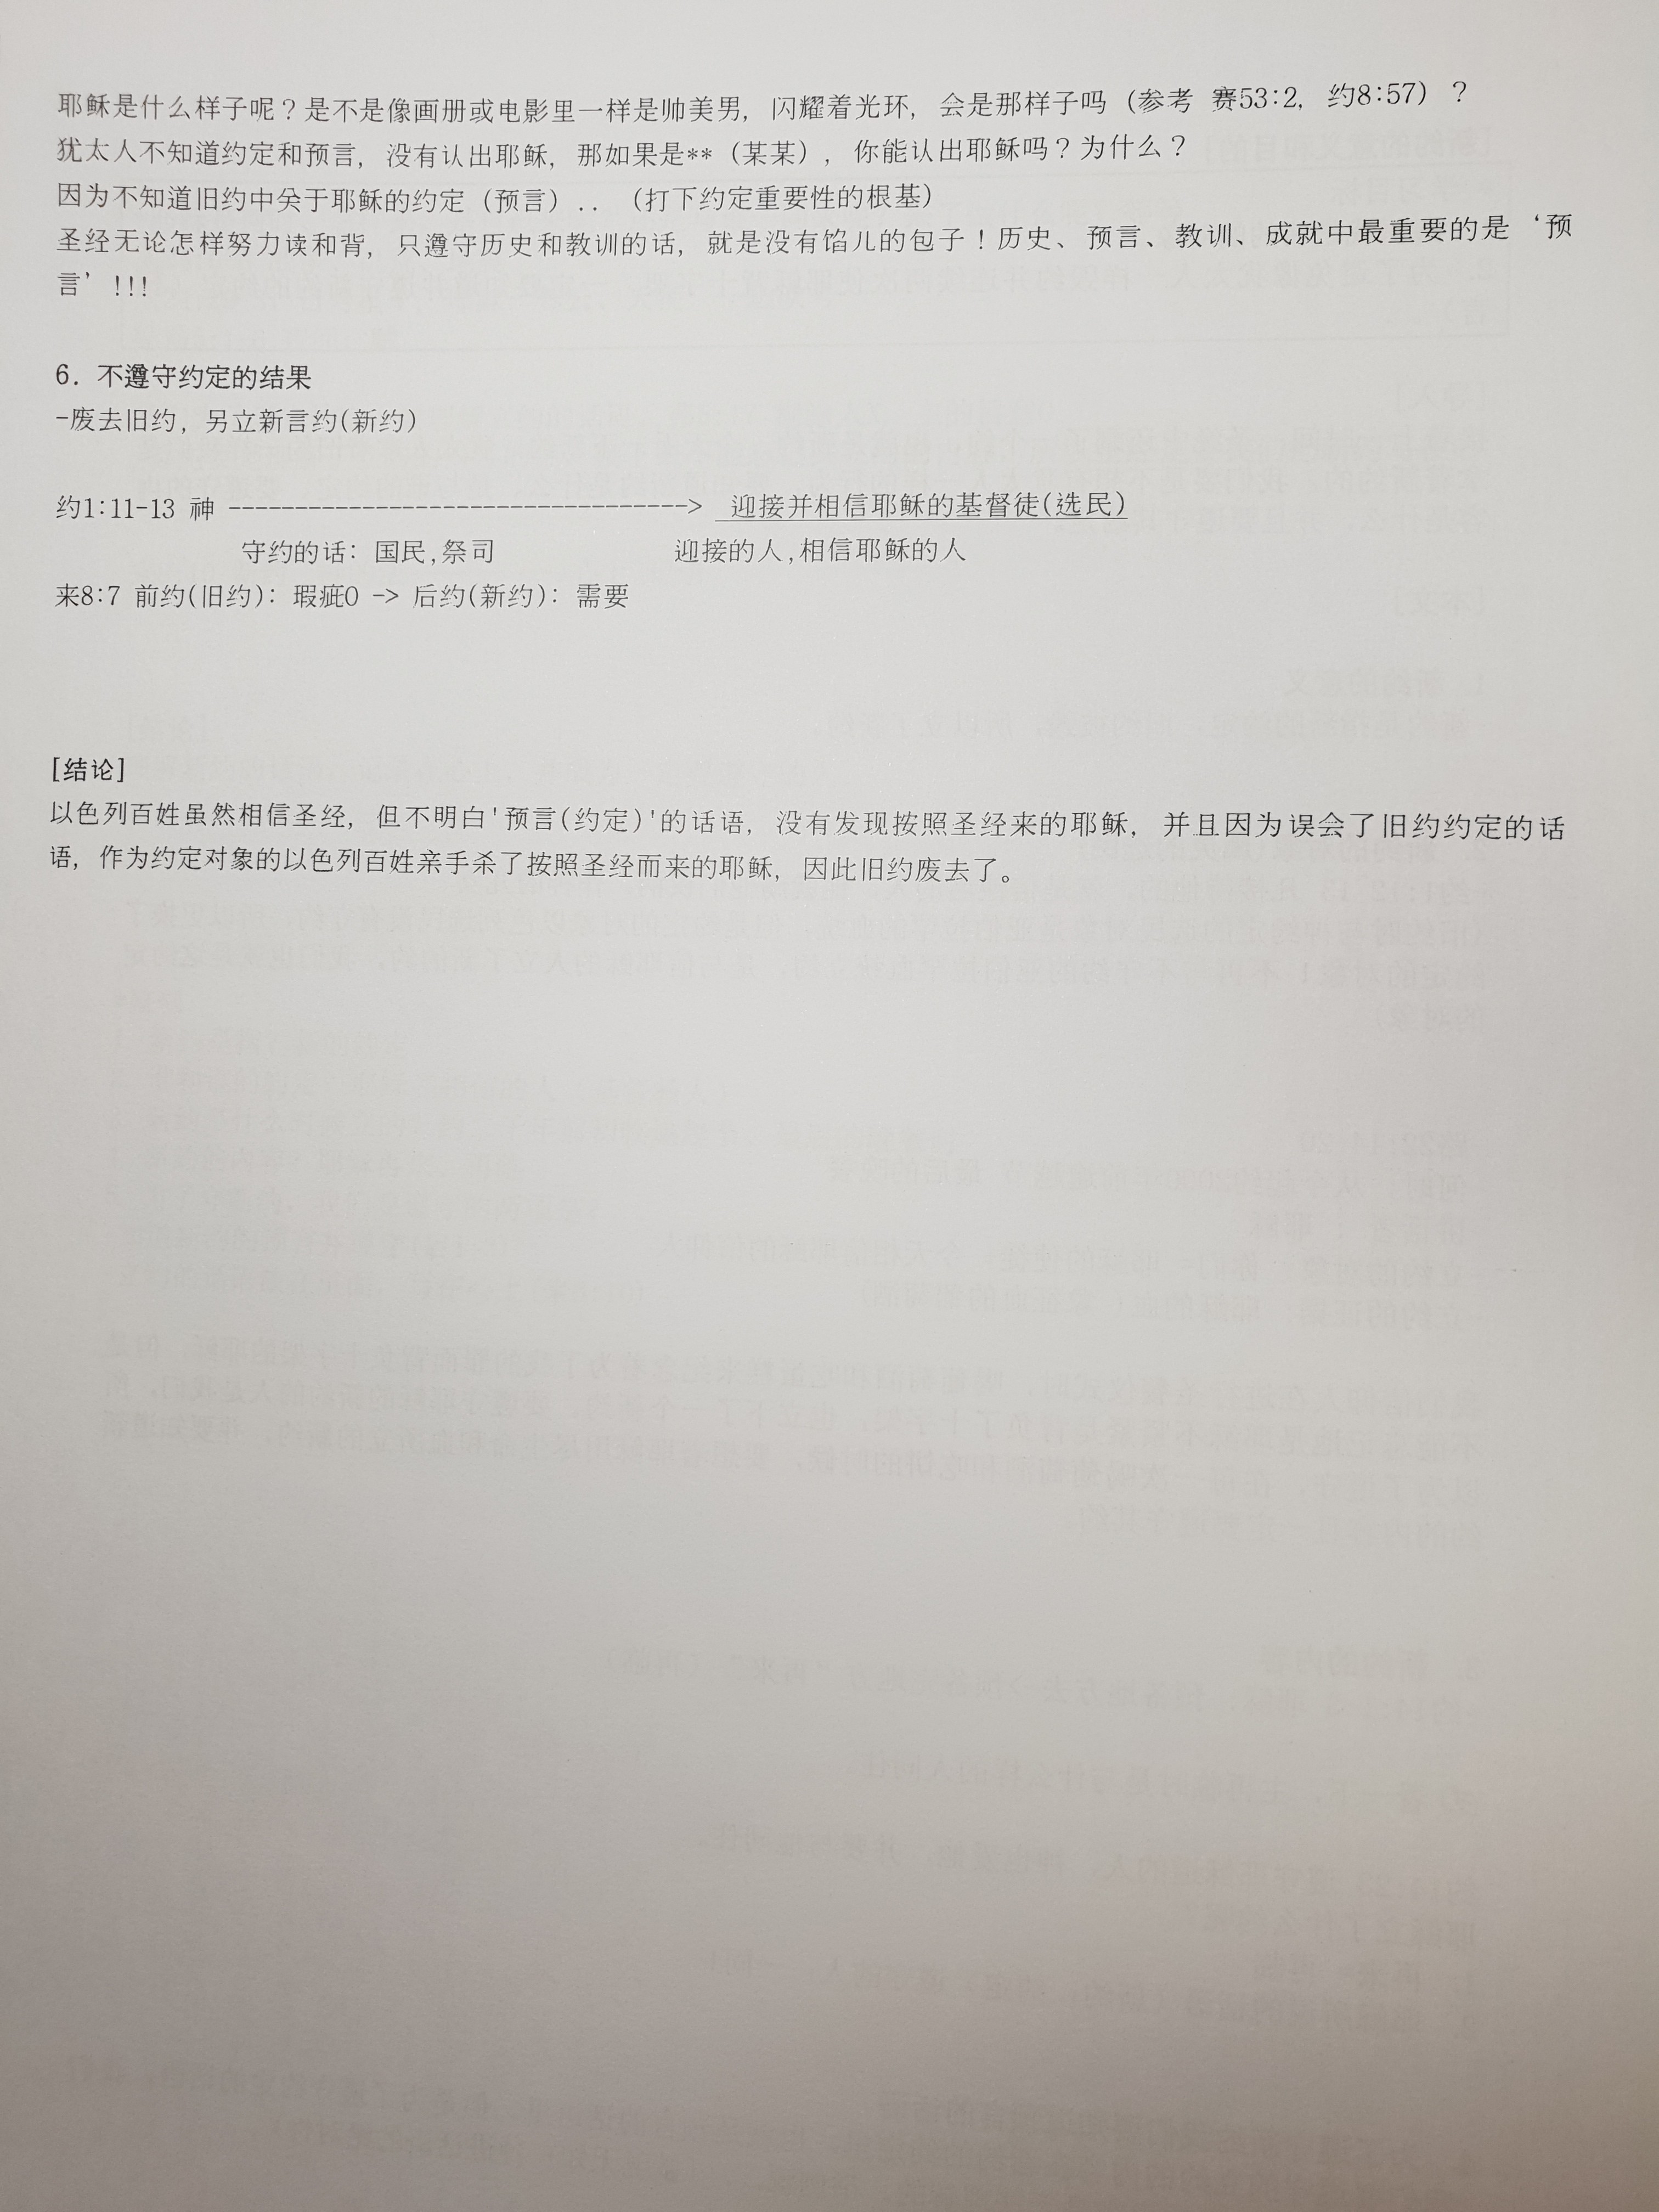 耶稣是什么样子呢？是不是像画册或电影里一样是帅美男，闪耀着光环，会是那样子吗（参考 赛53:2, 约8:57）？
犹太人不知道约定和预言，没有认出耶稣，那如果是**（某某），你能认出耶稣吗？为什么？
因为不知道旧约中关于耶稣的约定（预言）..（打下约定重要性的根基）
圣经无论怎样努力读和背，只遵守历史和教训的话，就是没有馅儿的包子！历史、预言、教训、成就中最重要的是‘预
言’!!!
6. 不遵守约定的结果
-废去旧约，另立新言约(新约)
约1:11-13 神 ----------------------------------> 迎接并相信耶稣的基督徒(选民)
守约的话: 国民,祭司 迎接的人,相信耶稣的人
来8:7 前约(旧约): 瑕疵0 -> 后约(新约): 需要
[结论]
以色列百姓虽然相信圣经，但不明白'预言(约定)'的话语，没有发现按照圣经来的耶稣，并且因为误会了旧约约定的话
语，作为约定对象的以色列百姓亲手杀了按照圣经而来的耶稣，因此旧约废去了。